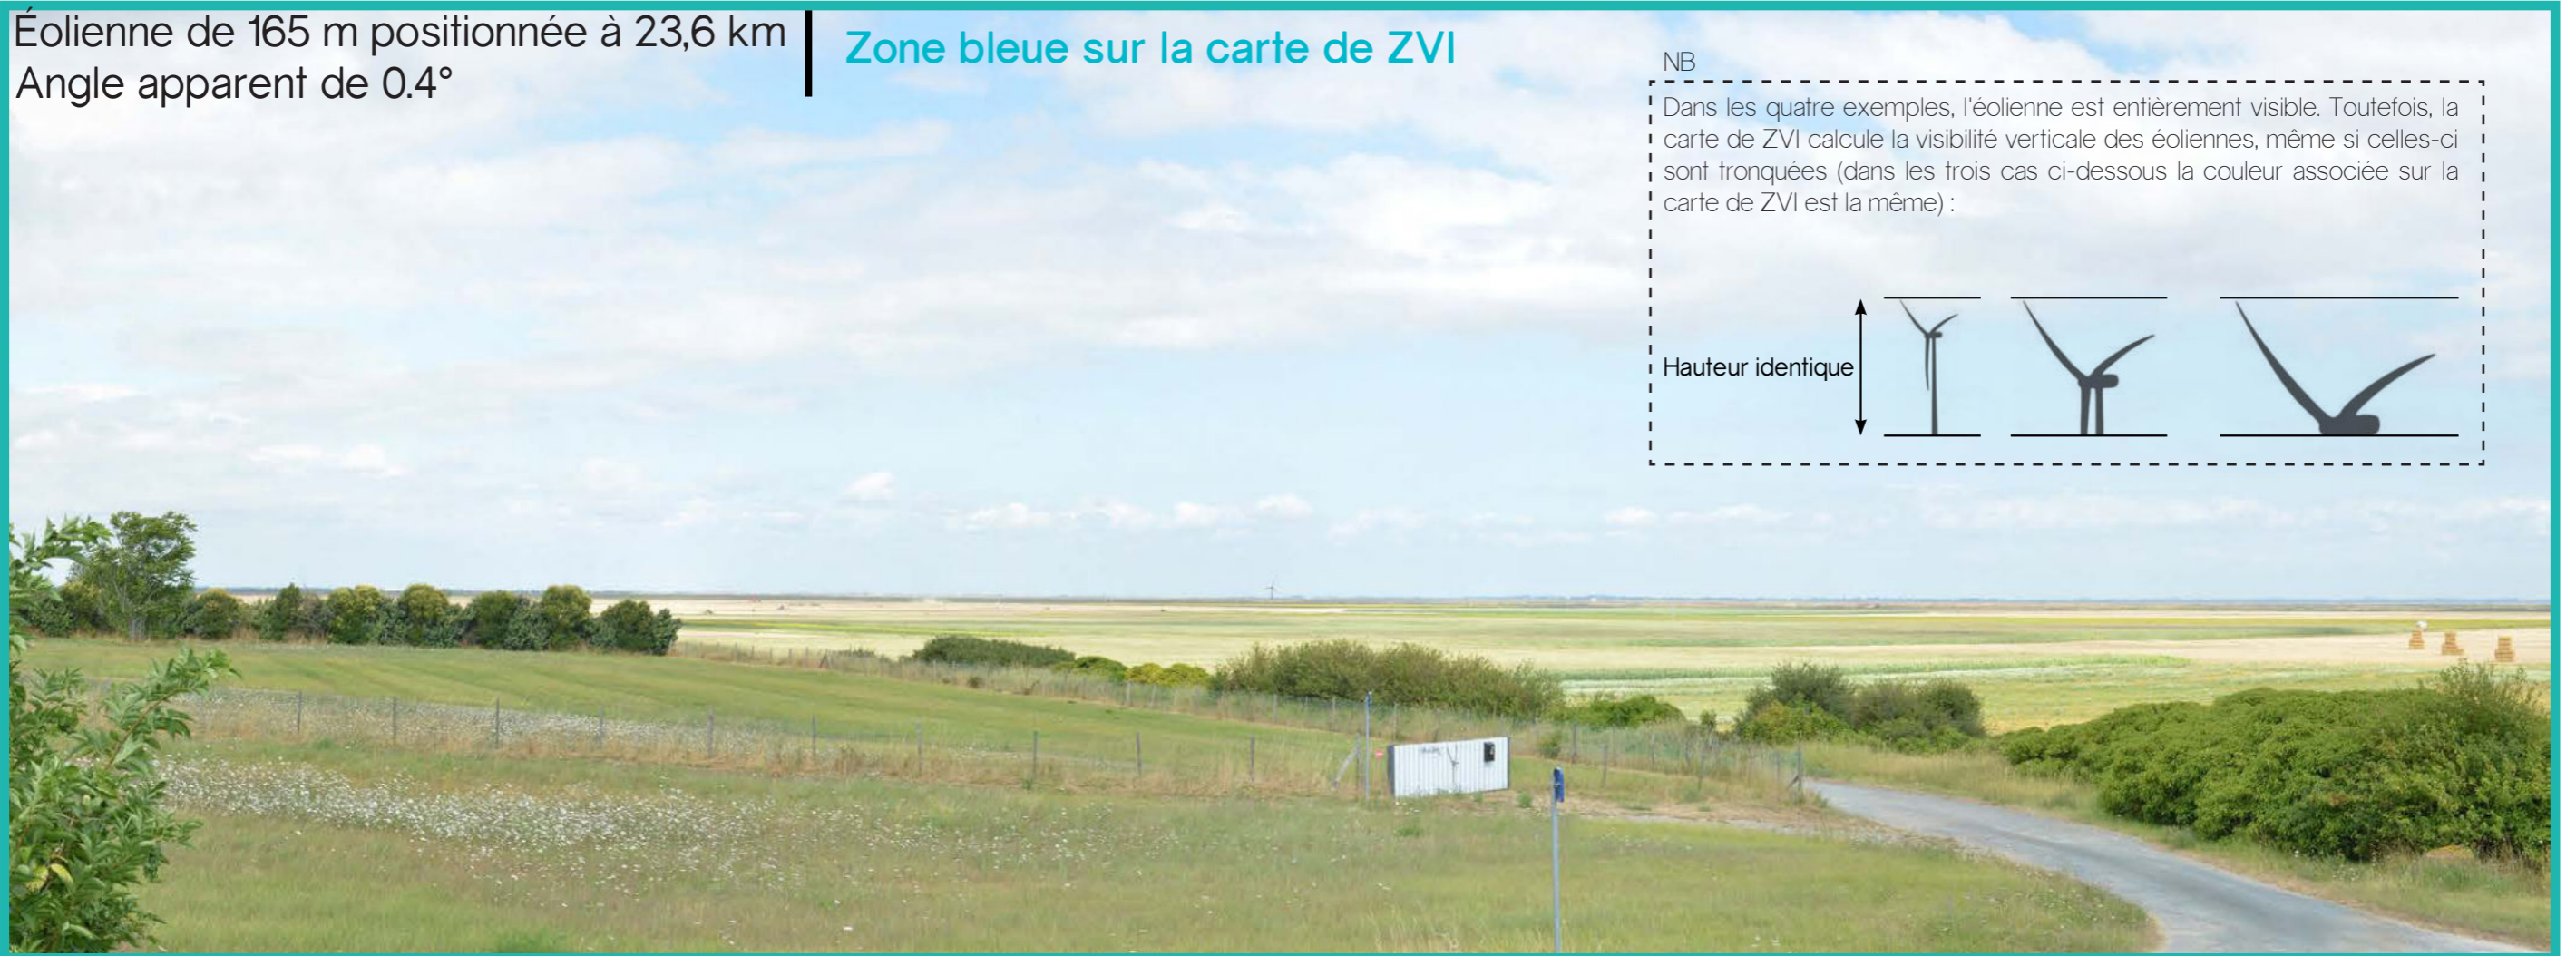 Éolienne de 165 m positionnée à 23,6 km
Angle apparent de 0.4°
Zone bleue sur la carte de ZVI
NB
Dans les quatre exemples, l'éolienne est entièrement visible. Toutefois, la
carte de ZVI calcule la visibilité verticale des éoliennes, même si celles-ci
sont tronquées (dans les trois cas ci-dessous la couleur associée sur la
carte de ZVI est la même) :
Hauteur identique